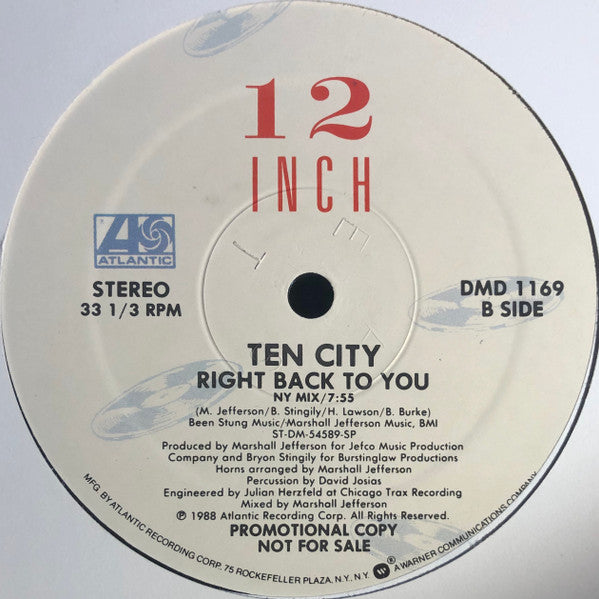 12
INCH
ATLANTIC
STEREO
33 1/3 RPM
DMD 1169
B SIDE
TEN CITY
RIGHT BACK TO YOU
NY MIX/7:55
(M. Jefferson/B. Stingily/H. Lawson/B. Burke)
Been Stung Music/Marshall Jefferson Music, BMI
ST-DM-54589-SP
Produced by Marshall Jefferson for Jefco Music Production
Company and Bryon Stingily for Burstinglaw Productions
Horns arranged by Marshall Jefferson
Percussion by David Josias
Engineered by Julian Herzfeld at Chicago Trax Recording
Mixed by Marshall Jefferson
℗ 1988 Atlantic Recording Corp. All Rights Reserved.
PROMOTIONAL COPY
NOT FOR SALE
MFG. BY ATLANTIC RECORDING CORP. 75 ROCKEFELLER PLAZA, N.Y., N.Y. A WARNER COMMUNICATIONS COMPANY